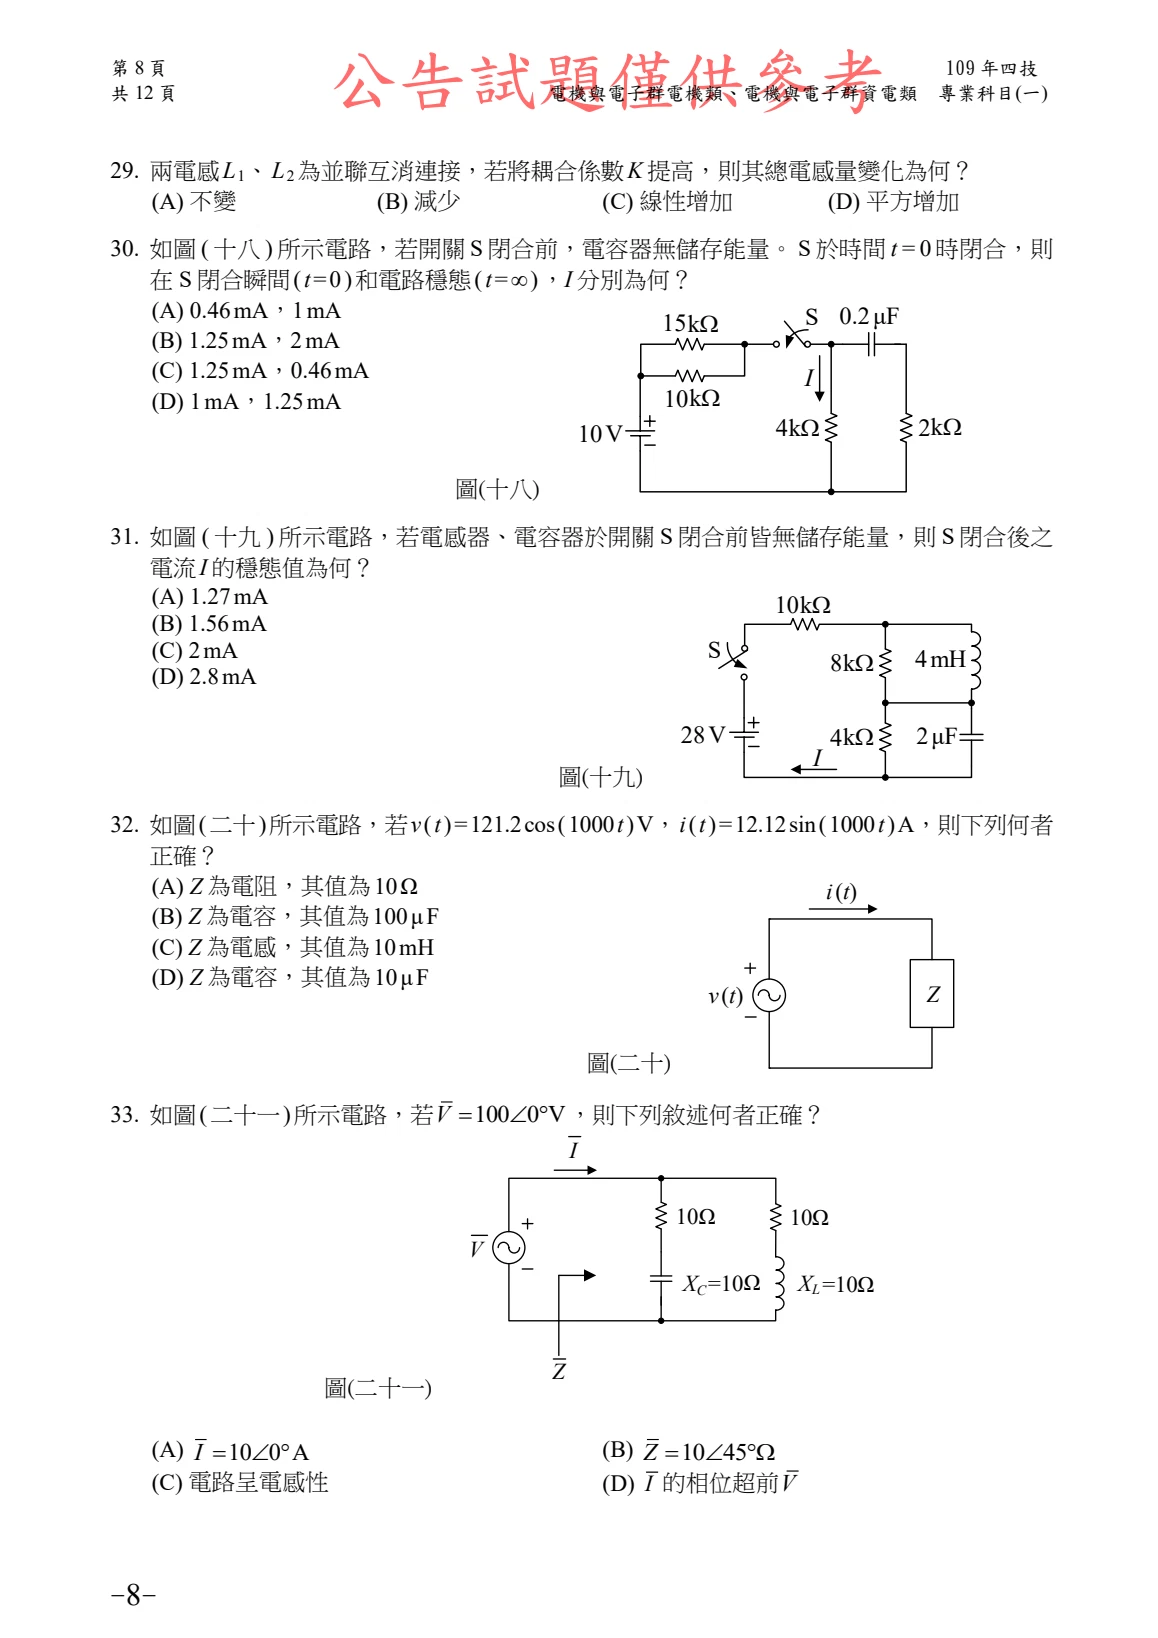 第 8 頁
共 12 頁
公告試題僅供參考
109 年四技
電機與電子群電機類、電機與電子群資電類 專業科目(一)
29. 兩電感L1、L2為並聯互消連接，若將耦合係數K提高，則其總電感量變化為何？
(A) 不變 (B) 減少 (C) 線性增加 (D) 平方增加
30. 如圖(十八)所示電路，若開關 S 閉合前，電容器無儲存能量。 S 於時間 t=0 時閉合，則
在 S 閉合瞬間(t=0)和電路穩態(t=∞)，I分別為何？
(A) 0.46mA，1mA
(B) 1.25mA，2mA
(C) 1.25mA，0.46mA
(D) 1mA，1.25mA
15kΩ
S
0.2μF
10kΩ
I
10V
+
−
4kΩ
2kΩ
圖(十八)
31. 如圖(十九)所示電路，若電感器、電容器於開關 S 閉合前皆無儲存能量，則 S 閉合後之
電流I的穩態值為何？
(A) 1.27mA
(B) 1.56mA
(C) 2mA
(D) 2.8mA
10kΩ
S
8kΩ
4mH
28V
+
−
4kΩ
2μF
I
圖(十九)
32. 如圖(二十)所示電路，若v(t)=121.2cos(1000t)V，i(t)=12.12sin(1000t)A，則下列何者
正確？
(A) Z為電阻，其值為10Ω
(B) Z為電容，其值為100μF
(C) Z為電感，其值為10mH
(D) Z為電容，其值為10μF
i(t)
+
v(t)
−
Z
圖(二十)
33. 如圖(二十一)所示電路，若V̅=100∠0°V，則下列敘述何者正確？
I̅
10Ω
10Ω
+
V̅
−
XC=10Ω
XL=10Ω
Z̅
圖(二十一)
(A) I̅=10∠0°A (B) Z̅=10∠45°Ω
(C) 電路呈電感性 (D) I̅的相位超前V̅
−8−